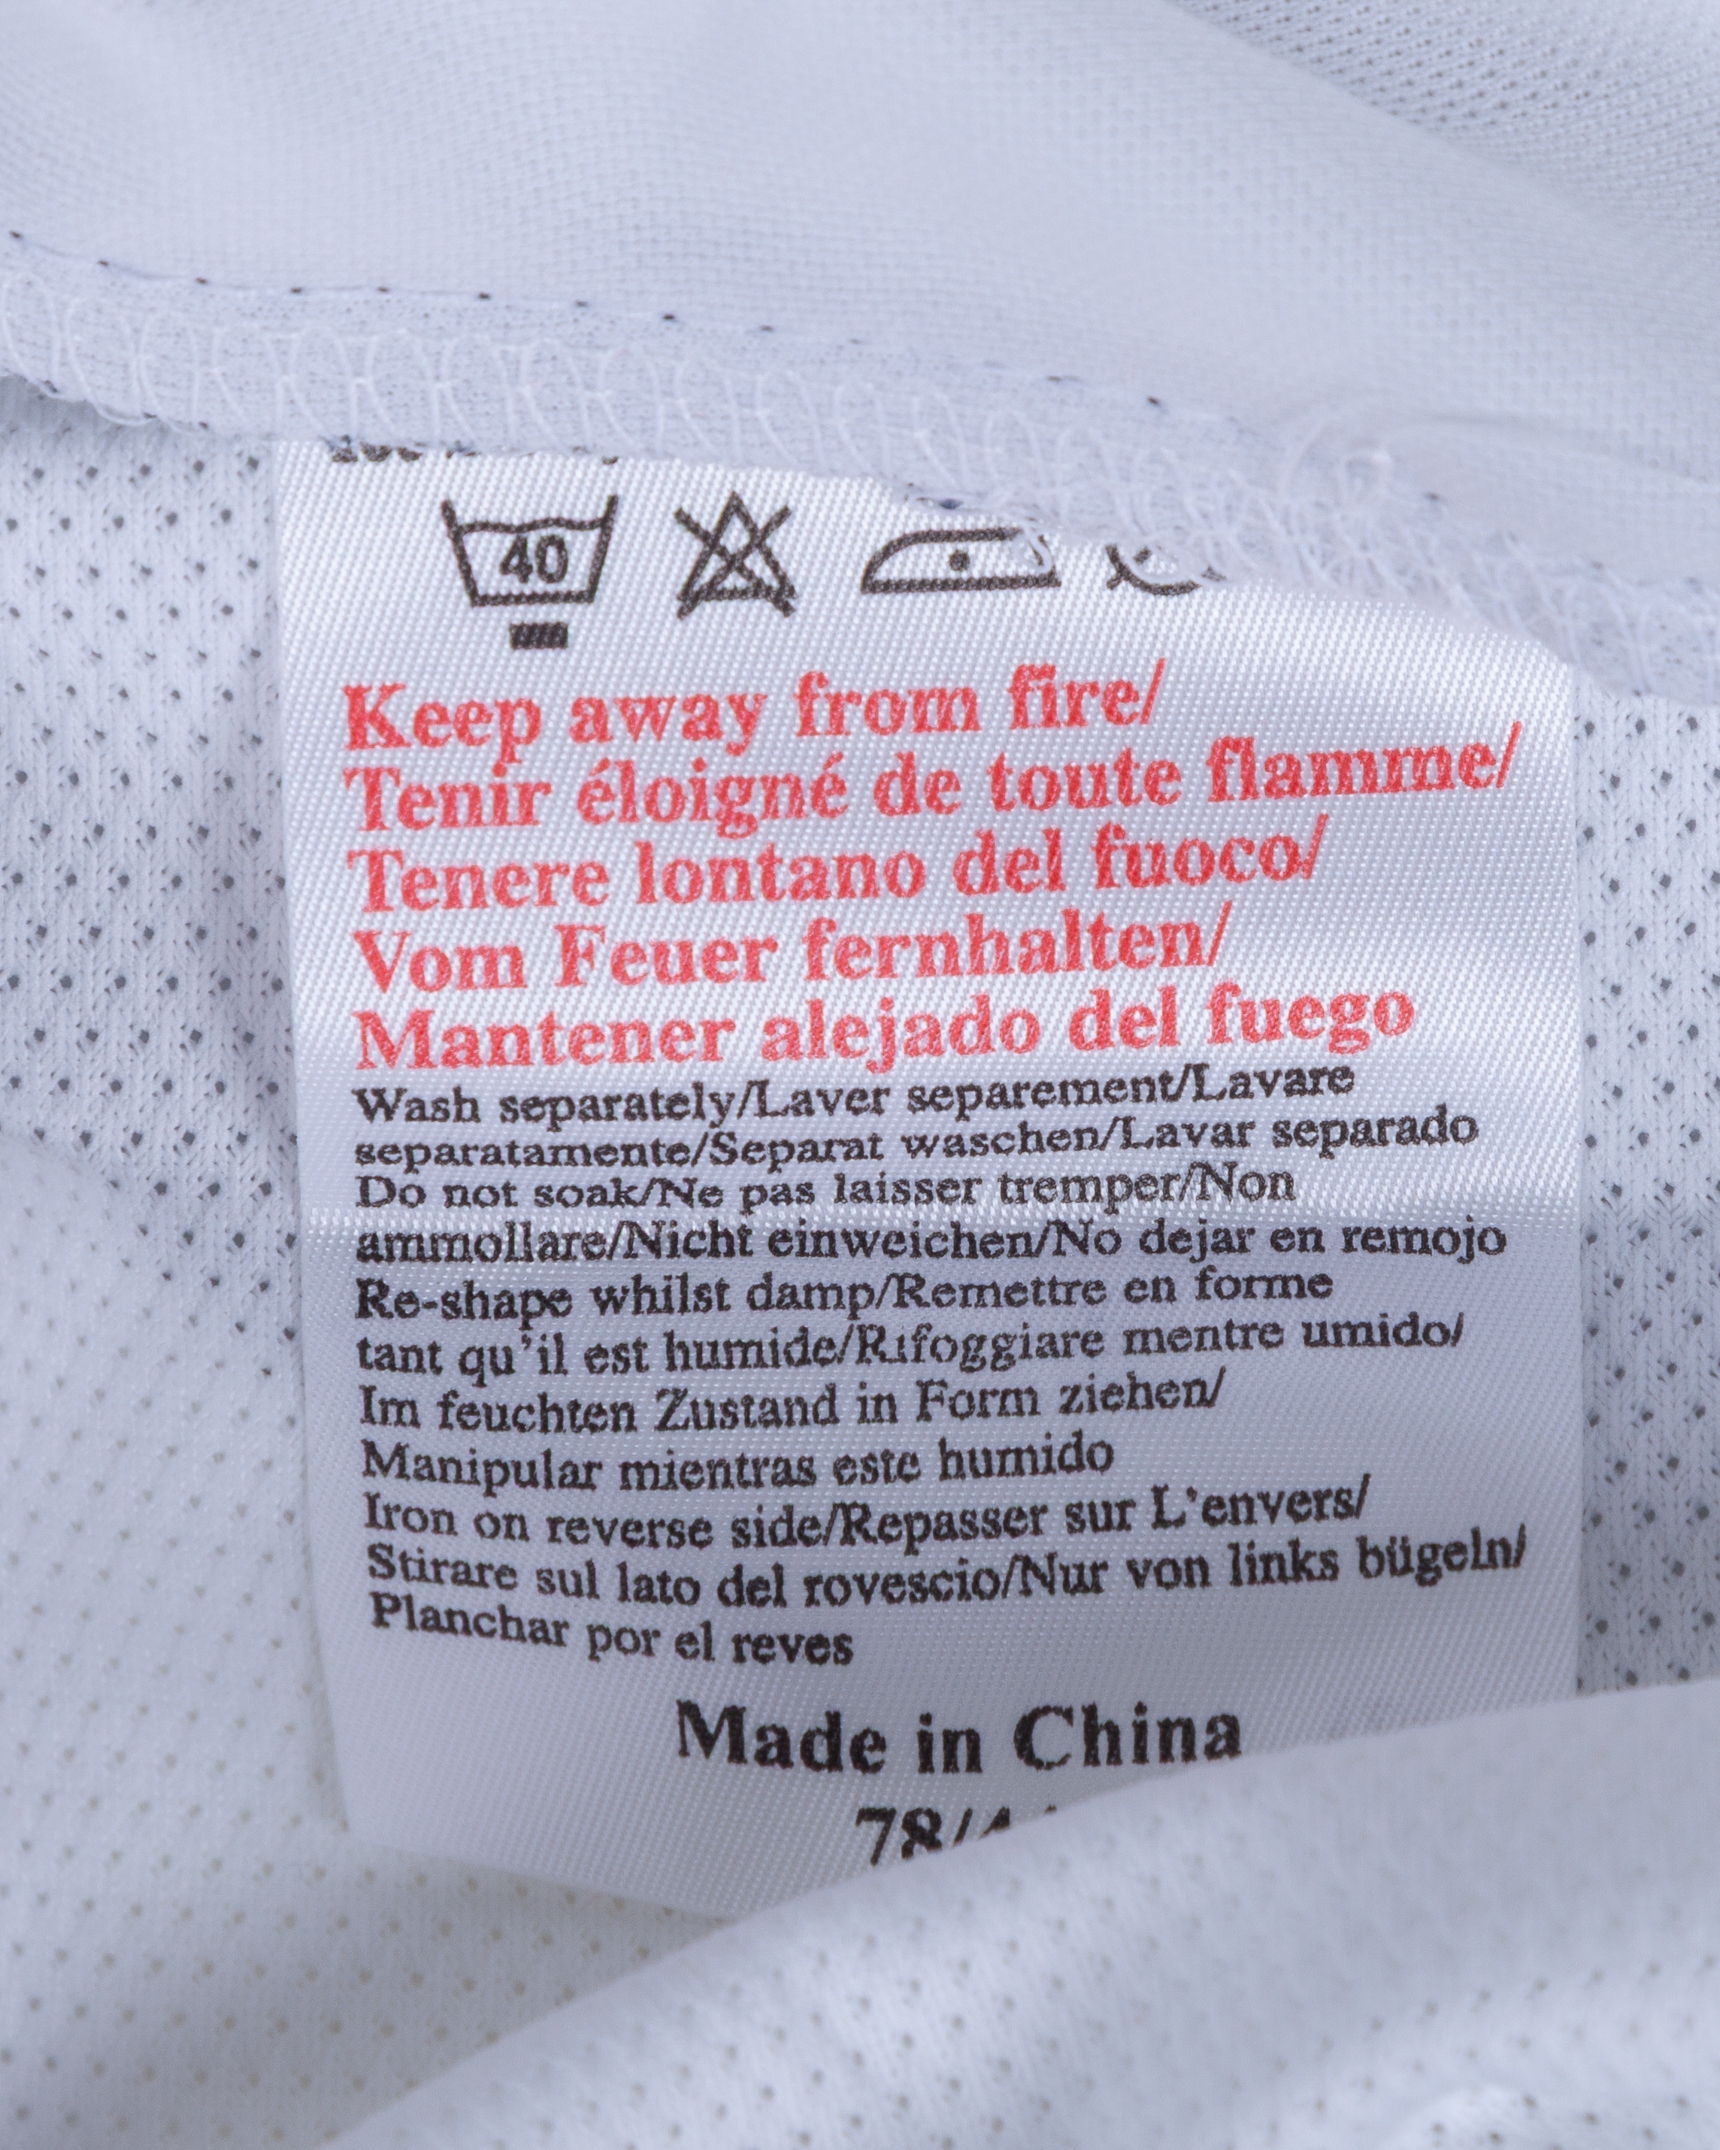 40
Keep away from fire/
Tenir éloigné de toute flamme/
Tenere lontano del fuoco/
Vom Feuer fernhalten/
Mantener alejado del fuego
Wash separately/Laver separement/Lavare
separatamente/Separat waschen/Lavar separado
Do not soak/Ne pas laisser tremper/Non
ammollare/Nicht einweichen/No dejar en remojo
Re-shape whilst damp/Remettre en forme
tant qu'il est humide/Rifoggiare mentre umido/
Im feuchten Zustand in Form ziehen/
Manipular mientras este humido
Iron on reverse side/Repasser sur L'envers/
Stirare sul lato del rovescio/Nur von links bügeln/
Planchar por el reves
Made in China